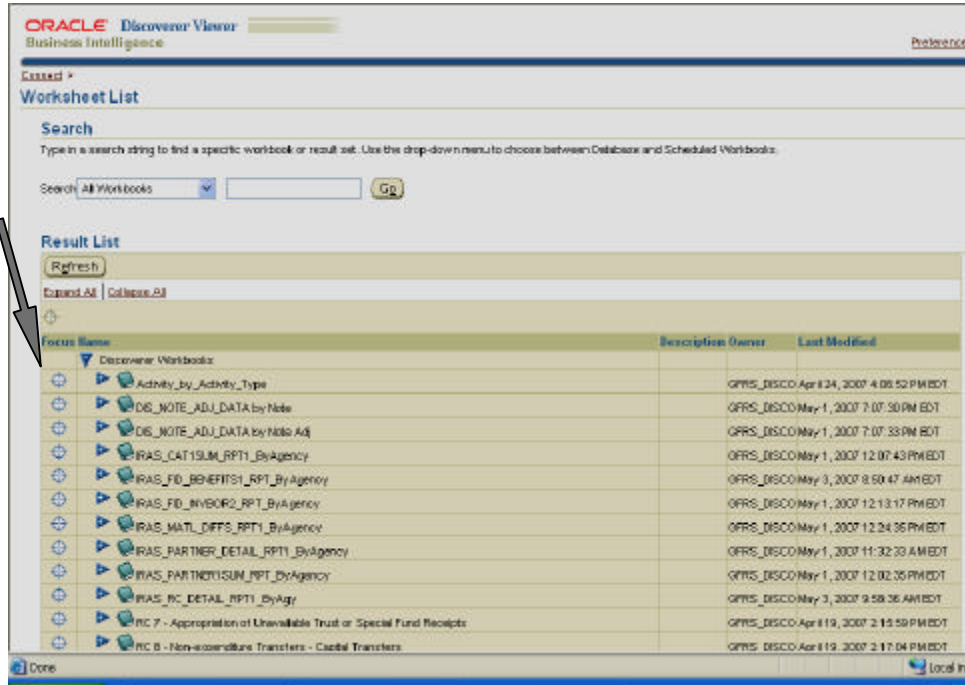 ORACLE Discoverer Viewer
Business Intelligence
Preference
Connect >
Worksheet List
Search
Type in a search string to find a specific workbook or result set. Use the drop-down menu to choose between Database and Scheduled Workbooks.
Search All Workbooks Go
Result List
Refresh
Expand All | Collapse All
Focus Name Description Owner Last Modified
Discoverer Workbooks
Activity_by_Activity_Type GFRS_DISCO April 24, 2007 4:06:52 PM EDT
DIS_NOTE_ADJ_DATA by Note GFRS_DISCO May 1, 2007 7:07:30 PM EDT
DIS_NOTE_ADJ_DATA by Note Adj GFRS_DISCO May 1, 2007 7:07:33 PM EDT
IRAS_CAT1SUM_RPT1_ByAgency GFRS_DISCO May 1, 2007 12:07:43 PM EDT
IRAS_FID_BENEFITS1_RPT_ByAgency GFRS_DISCO May 3, 2007 8:50:47 AM EDT
IRAS_FID_INVBOR2_RPT_ByAgency GFRS_DISCO May 1, 2007 12:13:17 PM EDT
IRAS_MATL_DIFFS_RPT1_ByAgency GFRS_DISCO May 1, 2007 12:24:35 PM EDT
IRAS_PARTNER_DETAIL_RPT1_ByAgency GFRS_DISCO May 1, 2007 11:32:33 AM EDT
IRAS_PARTNER1SUM_RPT_ByAgency GFRS_DISCO May 1, 2007 12:02:35 PM EDT
IRAS_RC_DETAIL_RPT1_ByAgy GFRS_DISCO May 3, 2007 9:58:36 AM EDT
RC 7 - Appropriation of Unavailable Trust or Special Fund Receipts GFRS_DISCO April 19, 2007 2:15:59 PM EDT
RC 8 - Non-expenditure Transfers - Capital Transfers GFRS_DISCO April 19, 2007 2:17:04 PM EDT
Done Local in